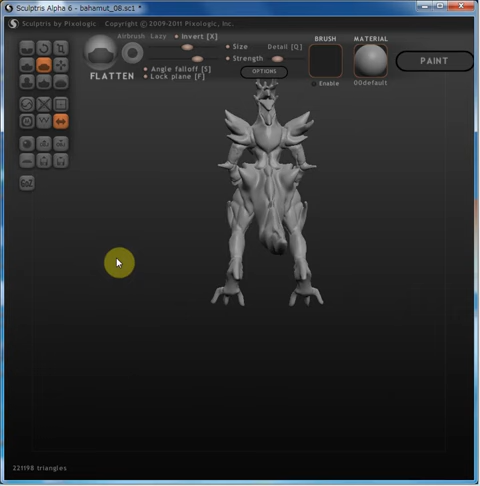 Sculptris Alpha 6 - bahamut_08.sc1 *
Sculptris by Pixologic Copyright © 2009-2011 Pixologic, Inc.
Airbrush Lazy Invert [X]
Size Detail [Q]
Strength
FLATTEN
Angle falloff [S]
Lock plane [F]
OPTIONS
BRUSH
Enable
MATERIAL
00default
PAINT
GoZ
221198 triangles